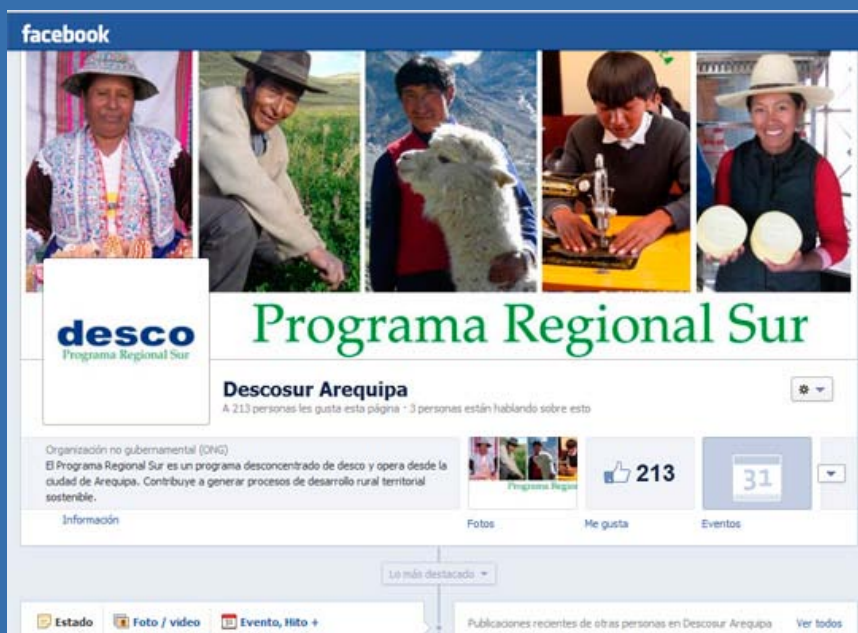 facebook
Programa Regional Sur
desco
Programa Regional Sur
Descosur Arequipa
A 213 personas les gusta esta página · 3 personas están hablando sobre esto
Organización no gubernamental (ONG)
El Programa Regional Sur es un programa desconcentrado de desco y opera desde la
ciudad de Arequipa. Contribuye a generar procesos de desarrollo rural territorial
sostenible.
Información
Programa Region
Fotos
213
Me gusta
31
Eventos
Lo más destacado
Estado
Foto / video
Evento, Hito +
Publicaciones recientes de otras personas en Descosur Arequipa
Ver todos